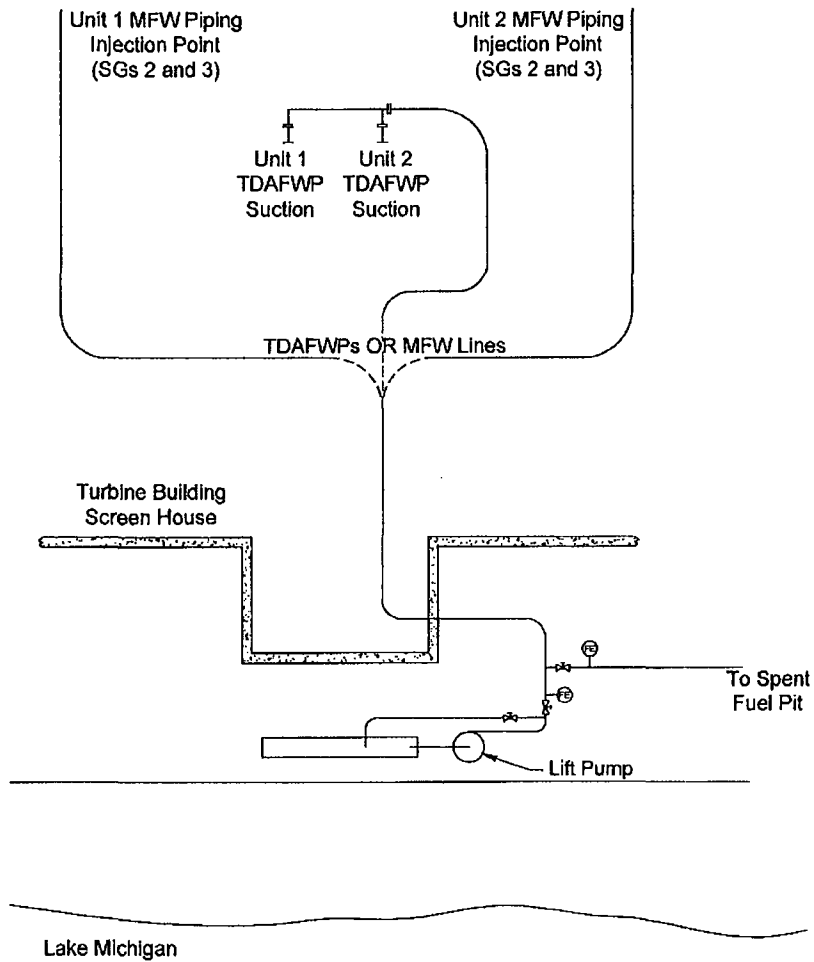 Unit 1 MFW Piping
Injection Point
(SGs 2 and 3)
Unit 2 MFW Piping
Injection Point
(SGs 2 and 3)
Unit 1
TDAFWP
Suction
Unit 2
TDAFWP
Suction
TDAFWPs OR MFW Lines
Turbine Building
Screen House
FE
To Spent
Fuel Pit
FE
Lift Pump
Lake Michigan